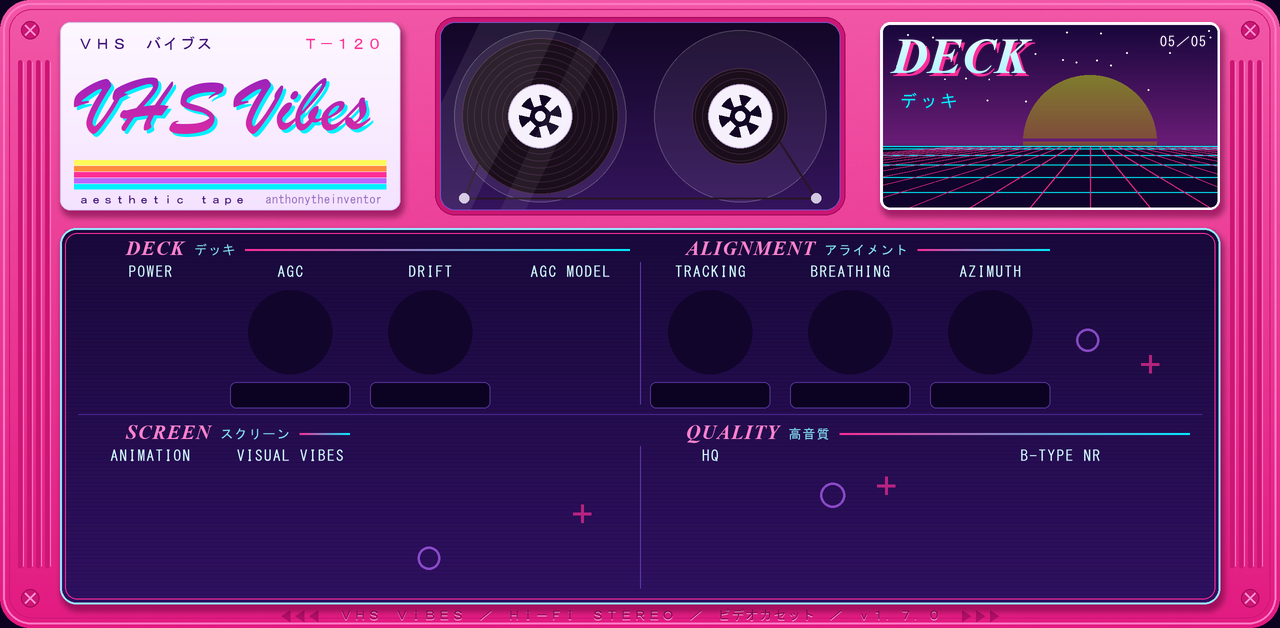 VHS バイブス
T－120
VHS Vibes
aesthetic tape
anthonytheinventor
DECK
デッキ
05／05
DECK デッキ
ALIGNMENT アライメント
POWER AGC DRIFT AGC MODEL TRACKING BREATHING AZIMUTH
SCREEN スクリーン
QUALITY 高音質
ANIMATION VISUAL VIBES HQ B-TYPE NR
VHS VIBES ／ HI－FI STEREO ／ ビデオカセット ／ v1.7.0